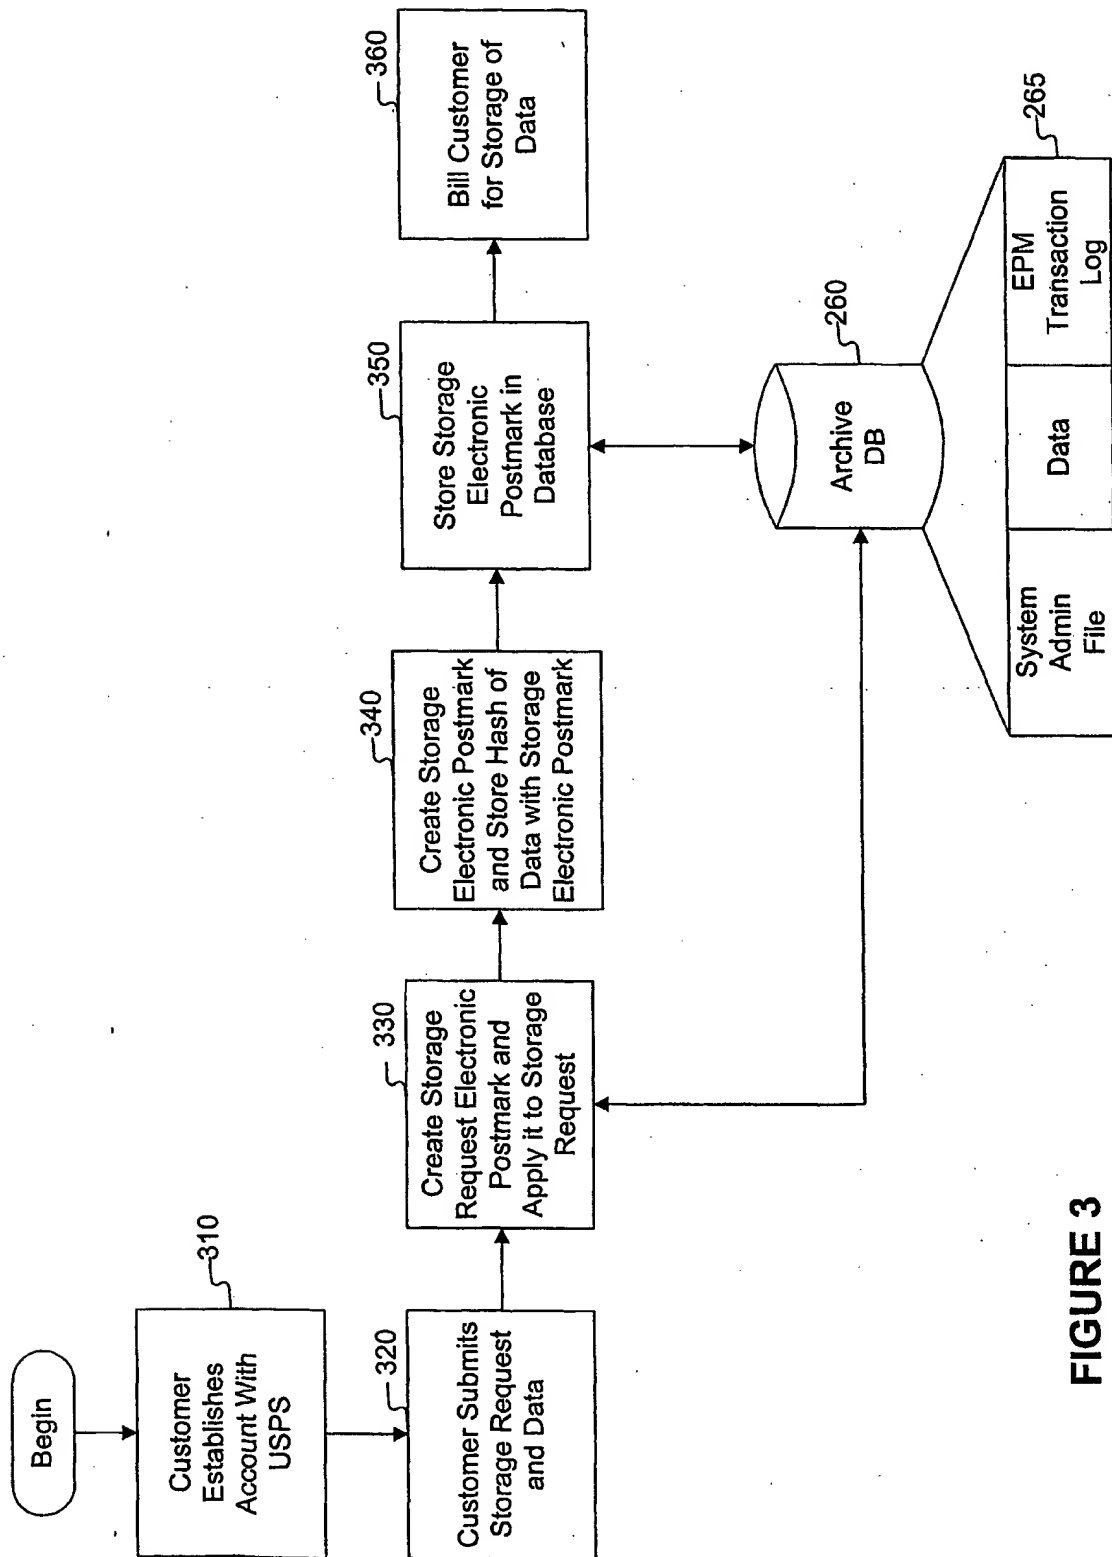 Begin
310
Customer
Establishes
Account With
USPS
320
Customer Submits
Storage Request
and Data
330
Create Storage
Request Electronic
Postmark and
Apply it to Storage
Request
340
Create Storage
Electronic Postmark
and Store Hash of
Data with Storage
Electronic Postmark
350
Store Storage
Electronic
Postmark in
Database
360
Bill Customer
for Storage of
Data
260
Archive
DB
265
System
Admin
File
Data
EPM
Transaction
Log
FIGURE 3